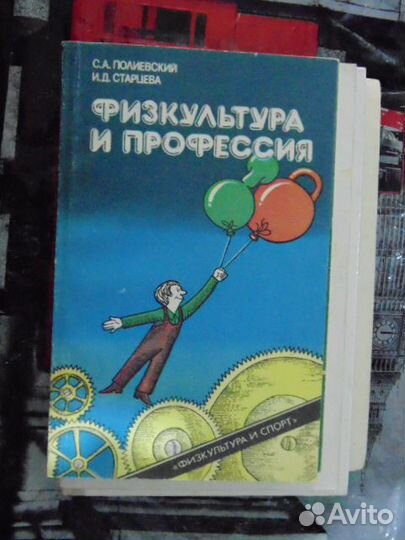 С.А. ПОЛИЕВСКИЙ
И.Д. СТАРЦЕВА
ФИЗКУЛЬТУРА
И ПРОФЕССИЯ
«ФИЗКУЛЬТУРА И СПОРТ»
Avito